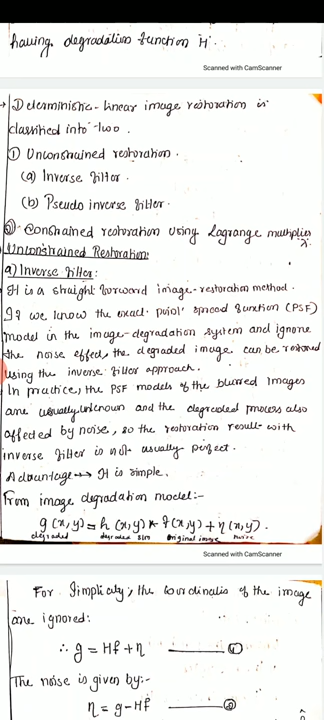 having degradation function H.
Scanned with CamScanner
→ Deterministic - linear image restoration is
classified into two.
① Unconstrained restoration.
(a) Inverse filter.
(b) Pseudo inverse filter.
② Constrained restoration using Lagrange multiplies λ.
Unconstrained Restoration:
a) Inverse filter:
It is a straight forward image-restoration method.
If we know the exact point spread function (PSF)
model in the image-degradation system and ignore
the noise effect, the degraded image can be restored
using the inverse filter approach.
In practice, the PSF models of the blurred images
are usually unknown and the degraded process also
affected by noise, so the restoration result with
inverse filter is not usually perfect.
Advantage → It is simple.
From image degradation model:-
g(x,y) = h(x,y) * f(x,y) + η(x,y).
degraded degraded sxn original image noise
Scanned with CamScanner
For Simplicity, the coordinates of the image
are ignored:
∴ g = Hf + η ——— ①
The noise is given by:-
η = g - Hf ——— ②